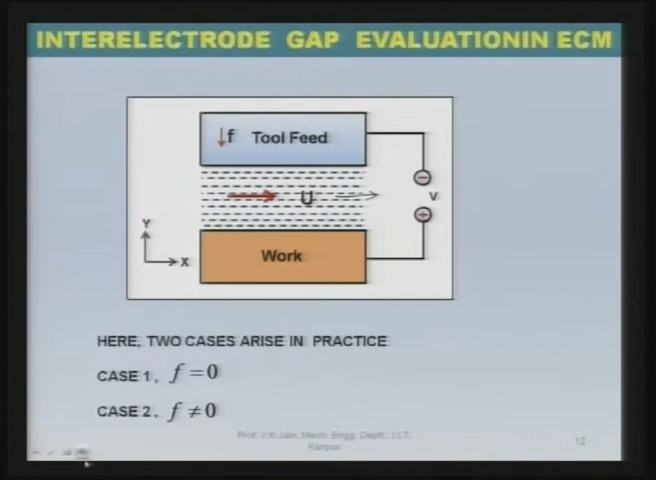 INTERELECTRODE GAP EVALUATIONIN ECM
f Tool Feed
U
−
V
+
Y
X
Work
HERE, TWO CASES ARISE IN PRACTICE
CASE 1, f = 0
CASE 2, f ≠ 0
Prof. V.K.Jain, Mech. Engg. Deptt., I.I.T.
Kanpur
12